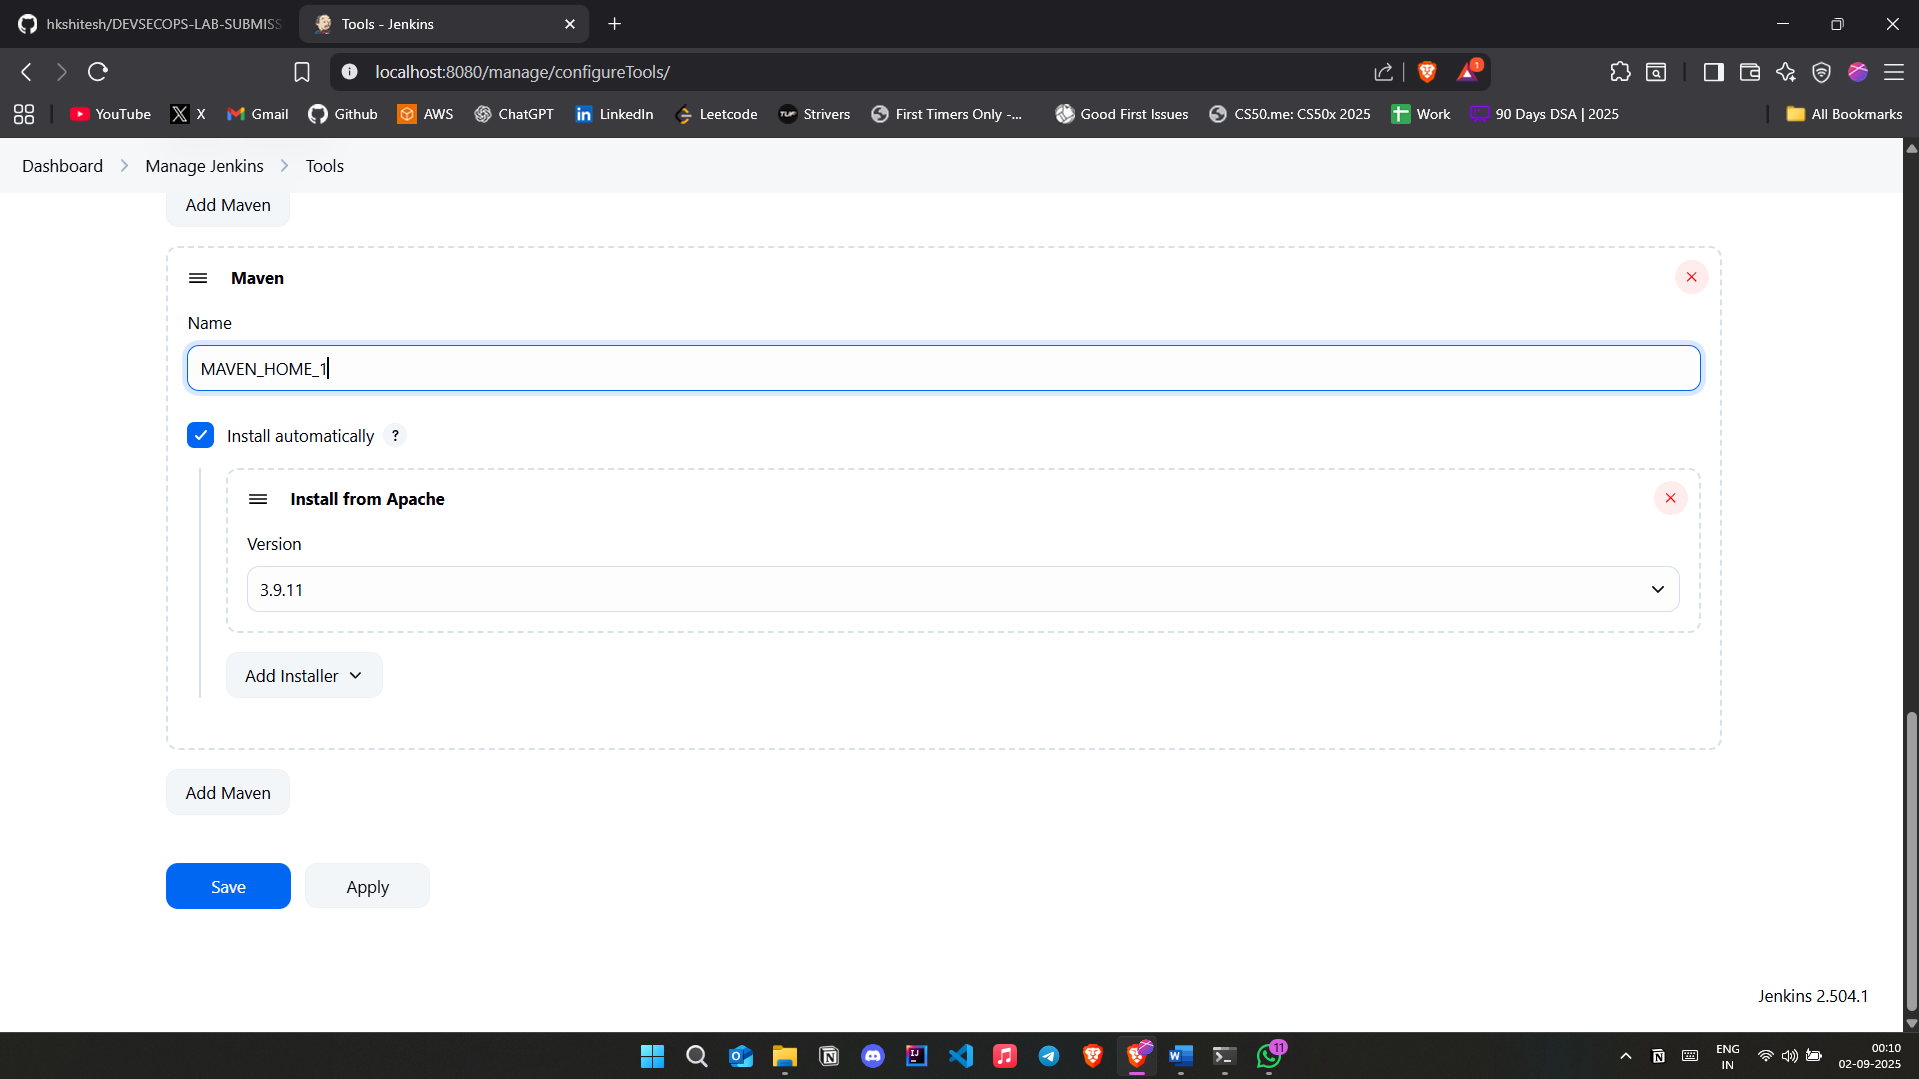 hkshitesh/DEVSECOPS-LAB-SUBMISS
Tools - Jenkins
localhost:8080/manage/configureTools/
1
YouTube
X
Gmail
Github
AWS
ChatGPT
LinkedIn
Leetcode
Strivers
First Timers Only -...
Good First Issues
CS50.me: CS50x 2025
Work
90 Days DSA | 2025
All Bookmarks
Dashboard
Manage Jenkins
Tools
Add Maven
Maven
Name
MAVEN_HOME_1
Install automatically
?
Install from Apache
Version
3.9.11
Add Installer
Add Maven
Save
Apply
Jenkins 2.504.1
11
ENG
IN
00:10
02-09-2025